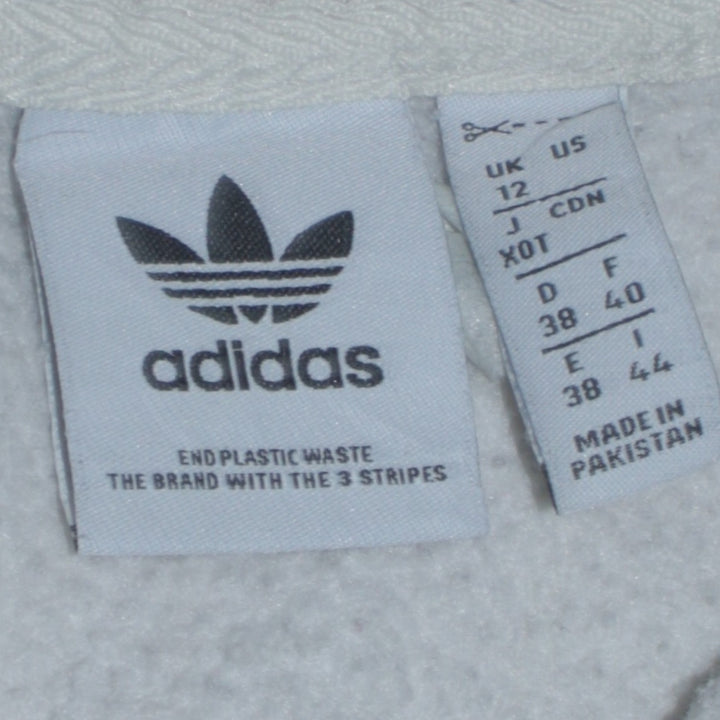 adidas
END PLASTIC WASTE
THE BRAND WITH THE 3 STRIPES
UK US
12
J CDN
XOT
D F
38 40
E I
38 44
MADE IN
PAKISTAN